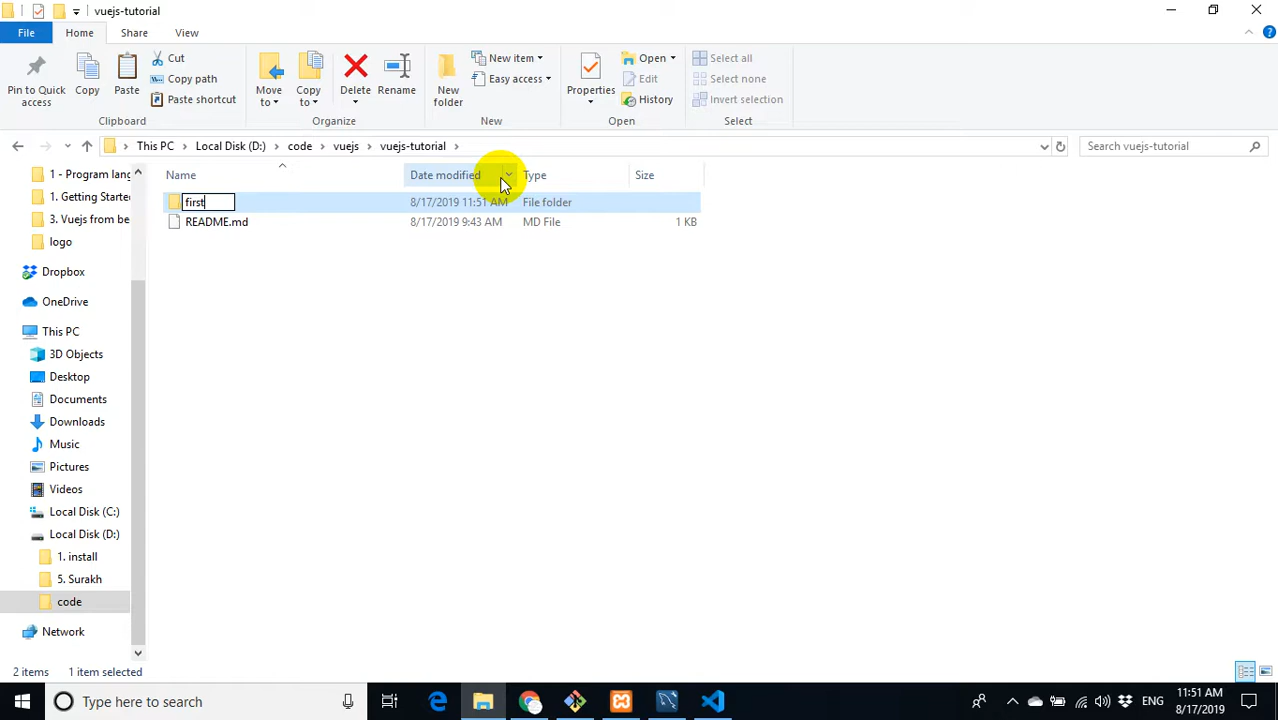 vuejs-tutorial
File Home Share View
Pin to Quick access
Copy
Paste
Cut
Copy path
Paste shortcut
Clipboard
Move to
Copy to
Delete
Rename
Organize
New folder
New item
Easy access
New
Properties
Open
Edit
History
Open
Select all
Select none
Invert selection
Select
This PC Local Disk (D:) code vuejs vuejs-tutorial
Search vuejs-tutorial
Name Date modified Type Size
first 8/17/2019 11:51 AM File folder
README.md 8/17/2019 9:43 AM MD File 1 KB
1 - Program lang
1. Getting Starte
3. Vuejs from be
logo
Dropbox
OneDrive
This PC
3D Objects
Desktop
Documents
Downloads
Music
Pictures
Videos
Local Disk (C:)
Local Disk (D:)
1. install
5. Surakh
code
Network
2 items 1 item selected
Type here to search
ENG
11:51 AM
8/17/2019